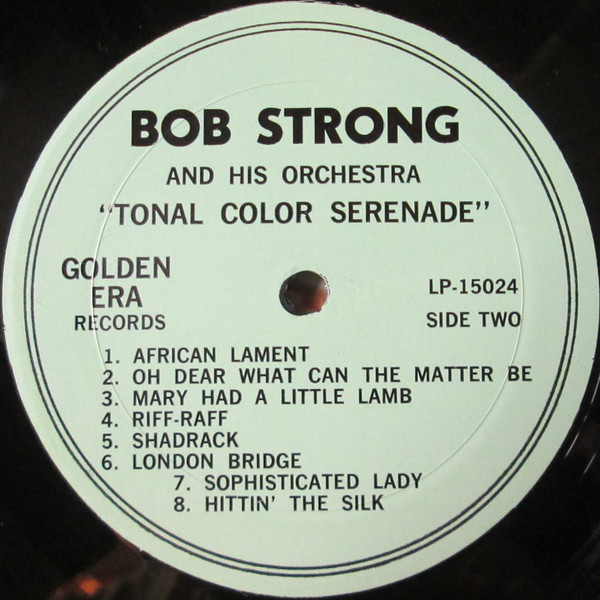 BOB STRONG
AND HIS ORCHESTRA
"TONAL COLOR SERENADE"
GOLDEN
ERA
RECORDS
LP-15024
SIDE TWO
1. AFRICAN LAMENT
2. OH DEAR WHAT CAN THE MATTER BE
3. MARY HAD A LITTLE LAMB
4. RIFF-RAFF
5. SHADRACK
6. LONDON BRIDGE
7. SOPHISTICATED LADY
8. HITTIN' THE SILK